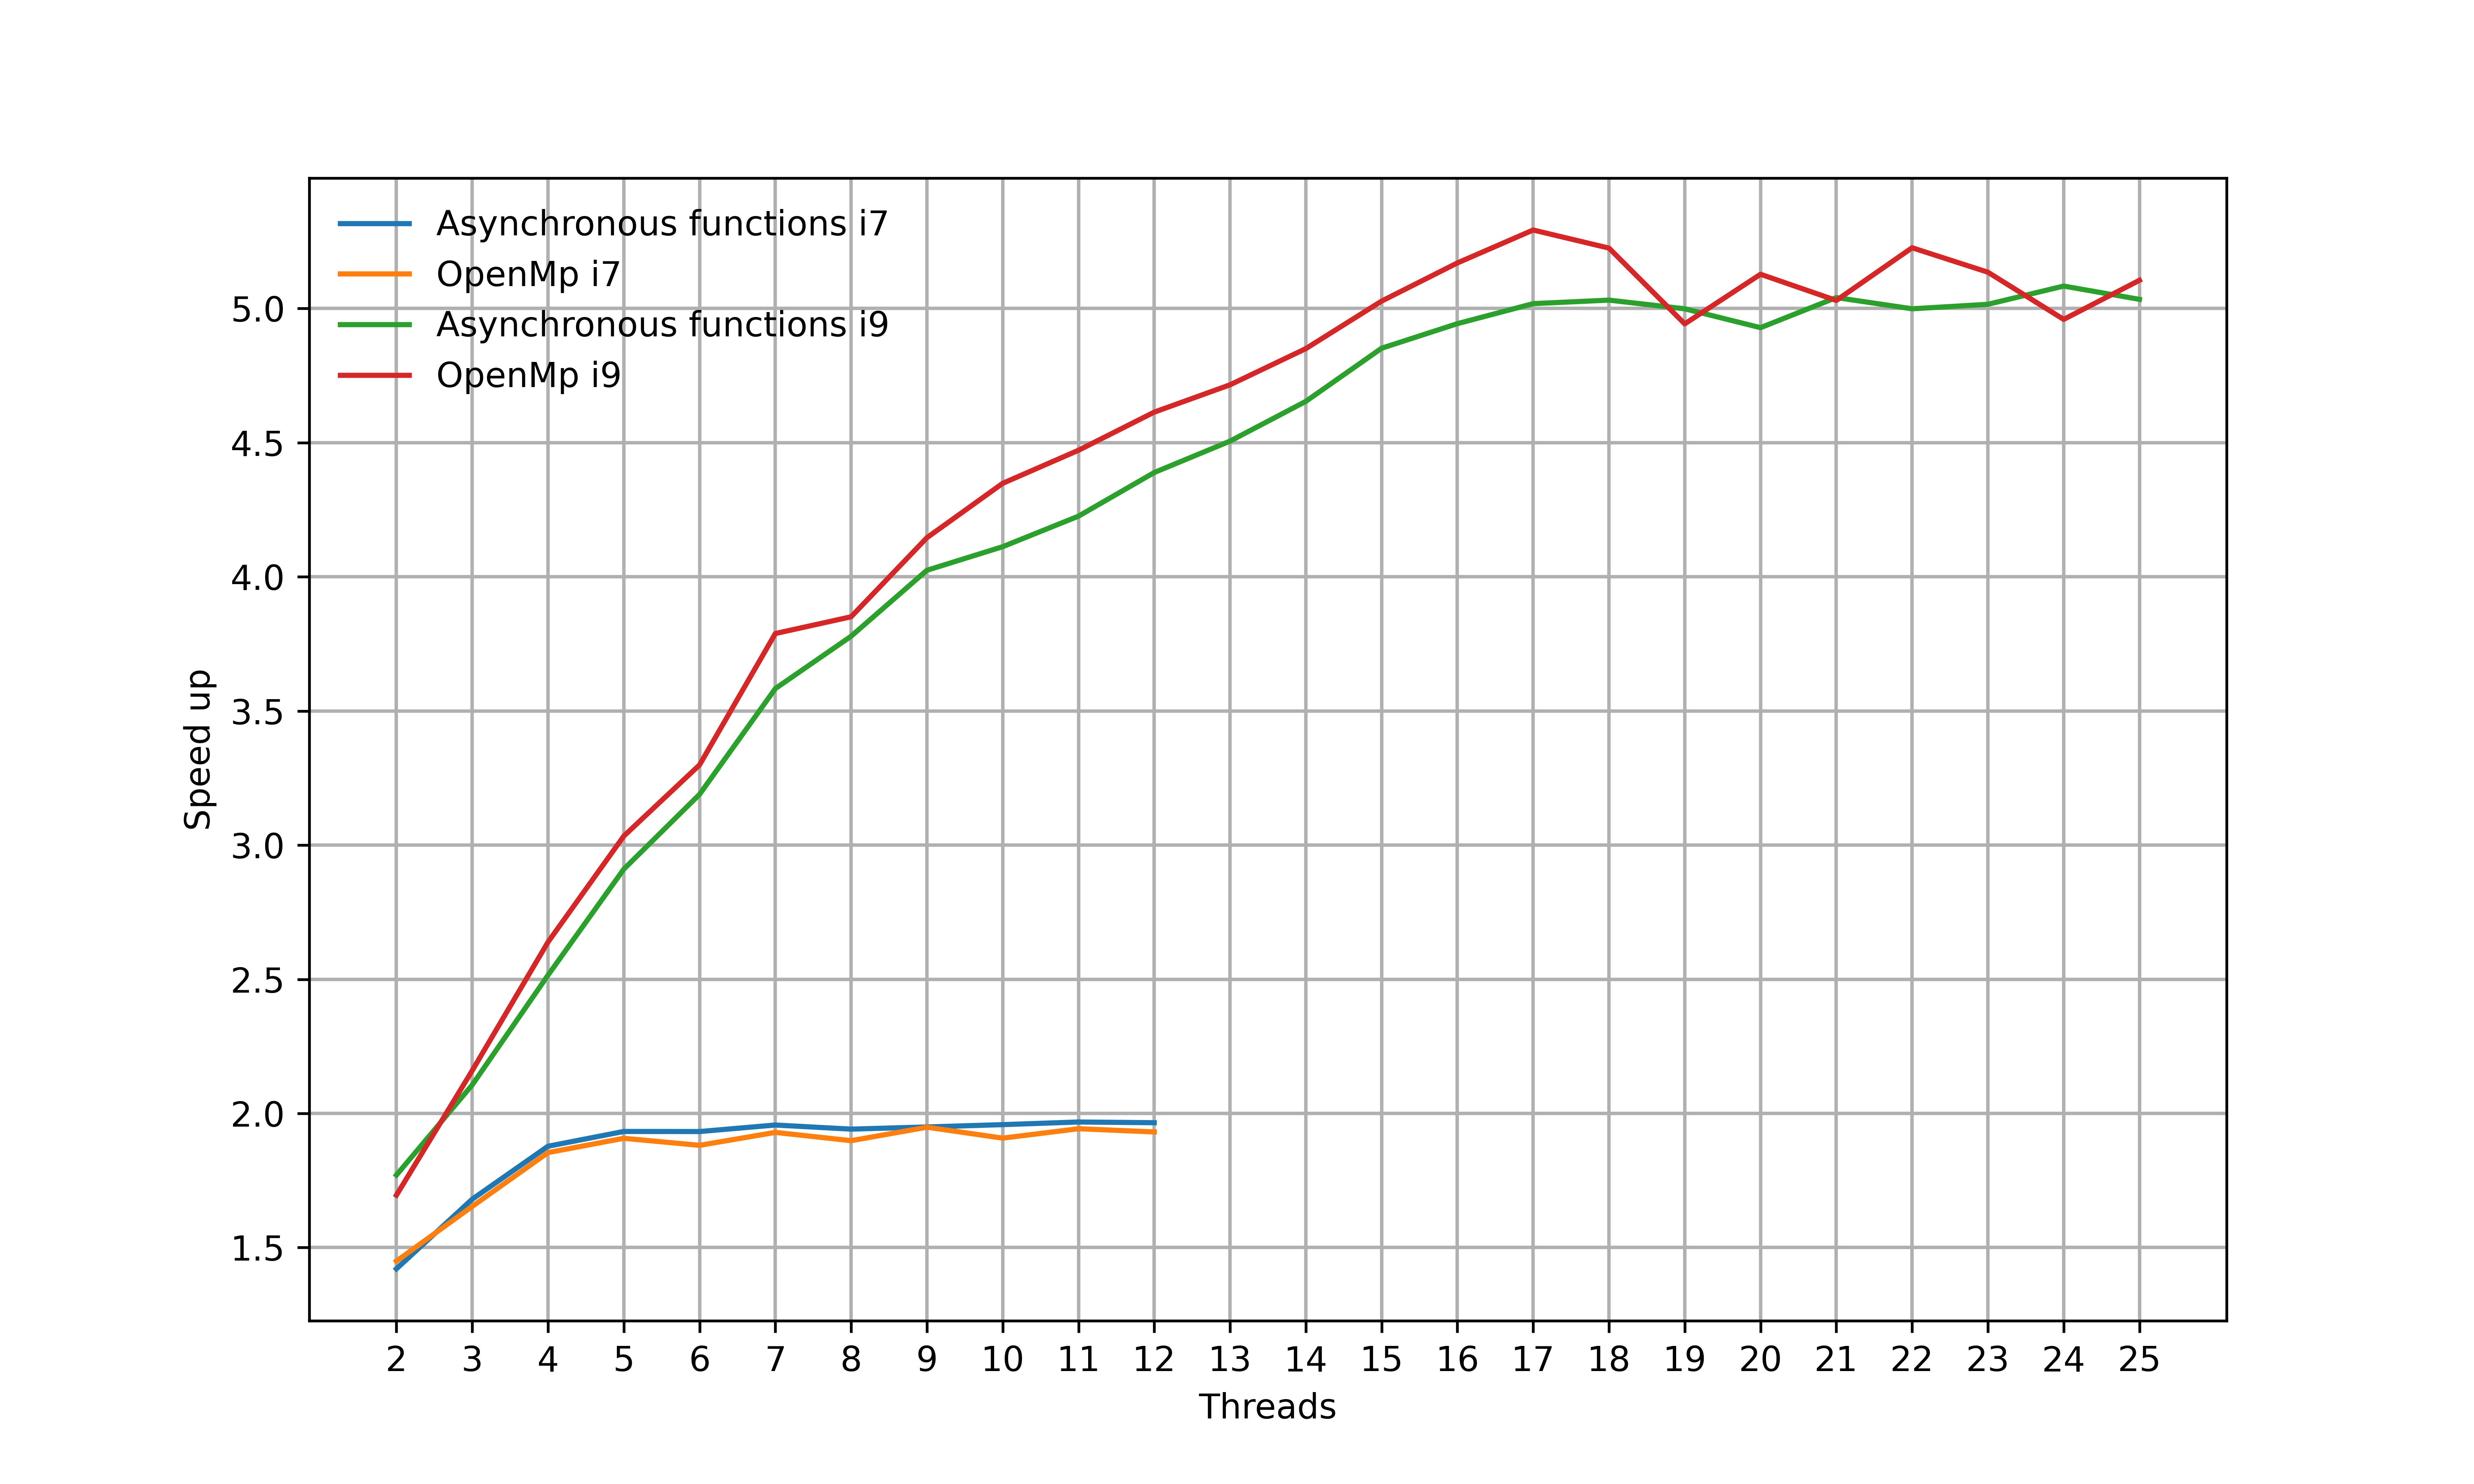 Asynchronous functions i7
OpenMp i7
Asynchronous functions i9
OpenMp i9
5.0
4.5
4.0
3.5
3.0
2.5
2.0
1.5
Speed up
2 3 4 5 6 7 8 9 10 11 12 13 14 15 16 17 18 19 20 21 22 23 24 25
Threads